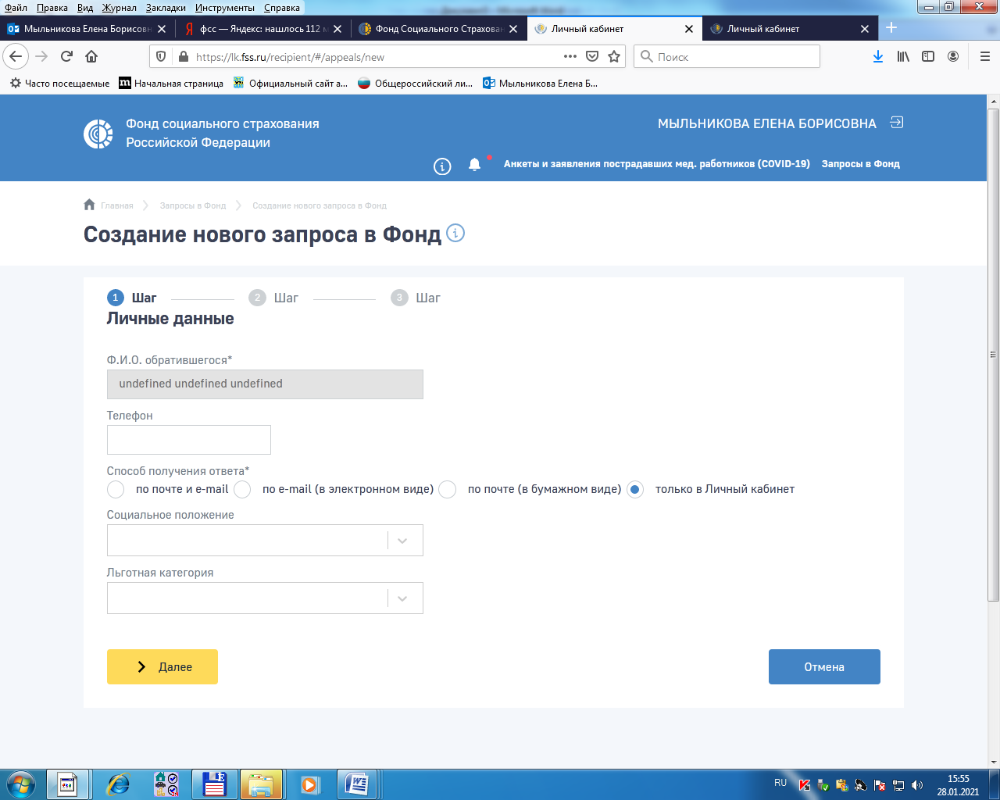 Файл Правка Вид Журнал Закладки Инструменты Справка
Мыльникова Елена Борисовн
фсс — Яндекс: нашлось 112 м
Фонд Социального Страхован
Личный кабинет
Личный кабинет
https://lk.fss.ru/recipient/#/appeals/new
Поиск
Часто посещаемые
Начальная страница
Официальный сайт а...
Общероссийский ли...
Мыльникова Елена Б...
Фонд социального страхования
Российской Федерации
МЫЛЬНИКОВА ЕЛЕНА БОРИСОВНА
Анкеты и заявления пострадавших мед. работников (COVID-19) Запросы в Фонд
Главная Запросы в Фонд Создание нового запроса в Фонд
Создание нового запроса в Фонд
1 Шаг 2 Шаг 3 Шаг
Личные данные
Ф.И.О. обратившегося*
undefined undefined undefined
Телефон
Способ получения ответа*
по почте и e-mail по e-mail (в электронном виде) по почте (в бумажном виде) только в Личный кабинет
Социальное положение
Льготная категория
Далее
Отмена
RU
15:55
28.01.2021